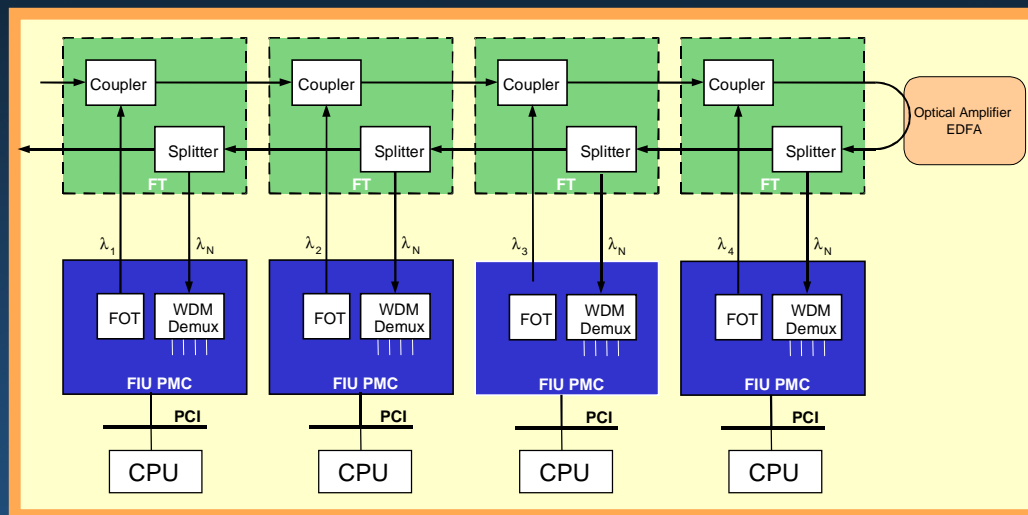 Coupler
Coupler
Coupler
Coupler
Optical Amplifier
EDFA
Splitter
Splitter
Splitter
Splitter
FT
FT
FT
FT
λ1
λN
λ2
λN
λ3
λN
λ4
λN
FOT
WDM
Demux
FOT
WDM
Demux
FOT
WDM
Demux
FOT
WDM
Demux
FIU PMC
FIU PMC
FIU PMC
FIU PMC
PCI
PCI
PCI
PCI
CPU
CPU
CPU
CPU